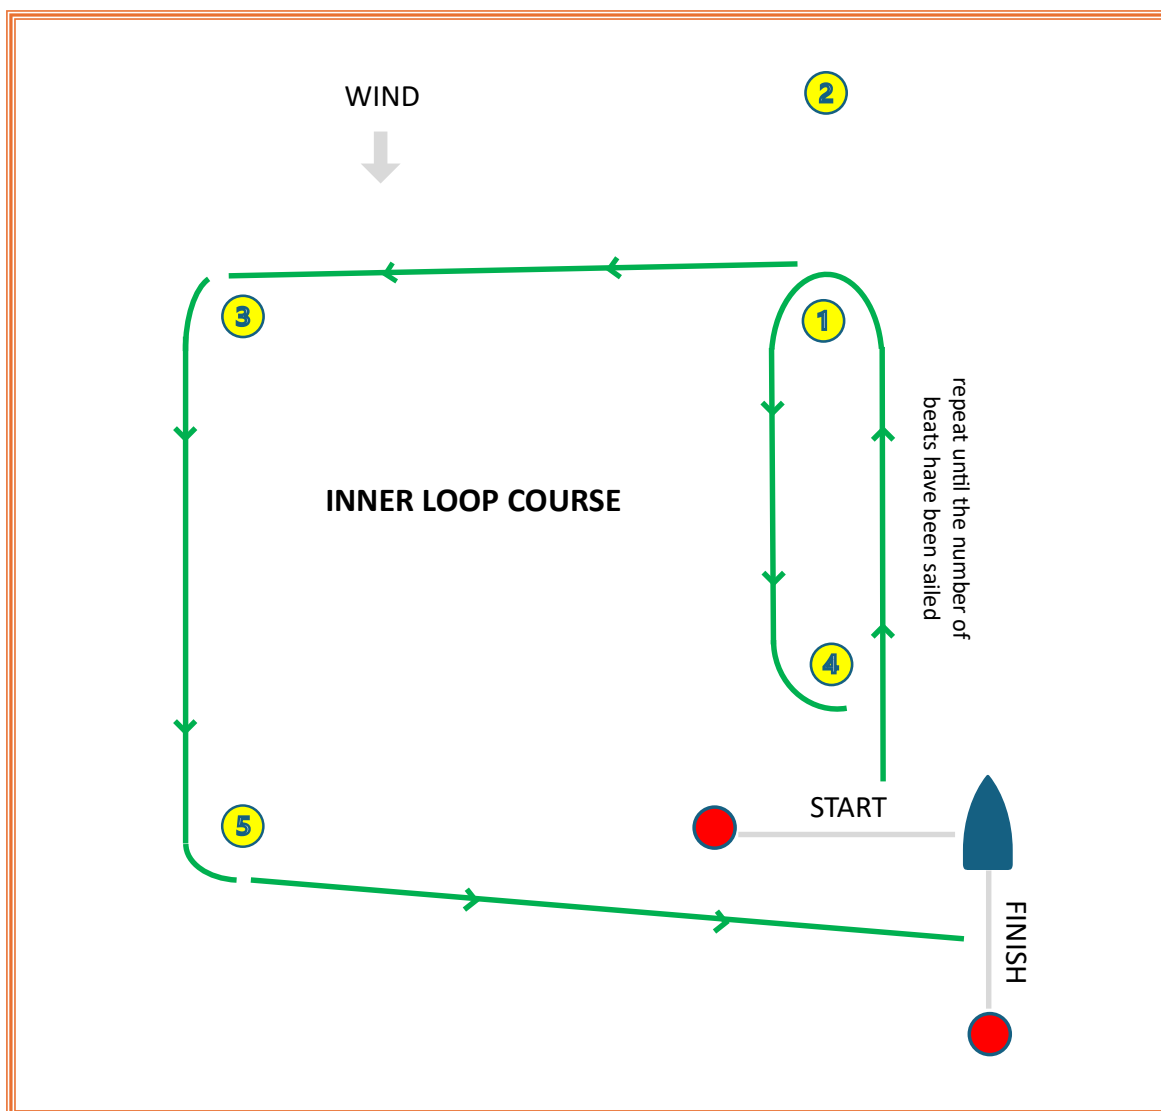 WIND
2
3
1
repeat until the number of
beats have been sailed
INNER LOOP COURSE
4
START
5
FINISH